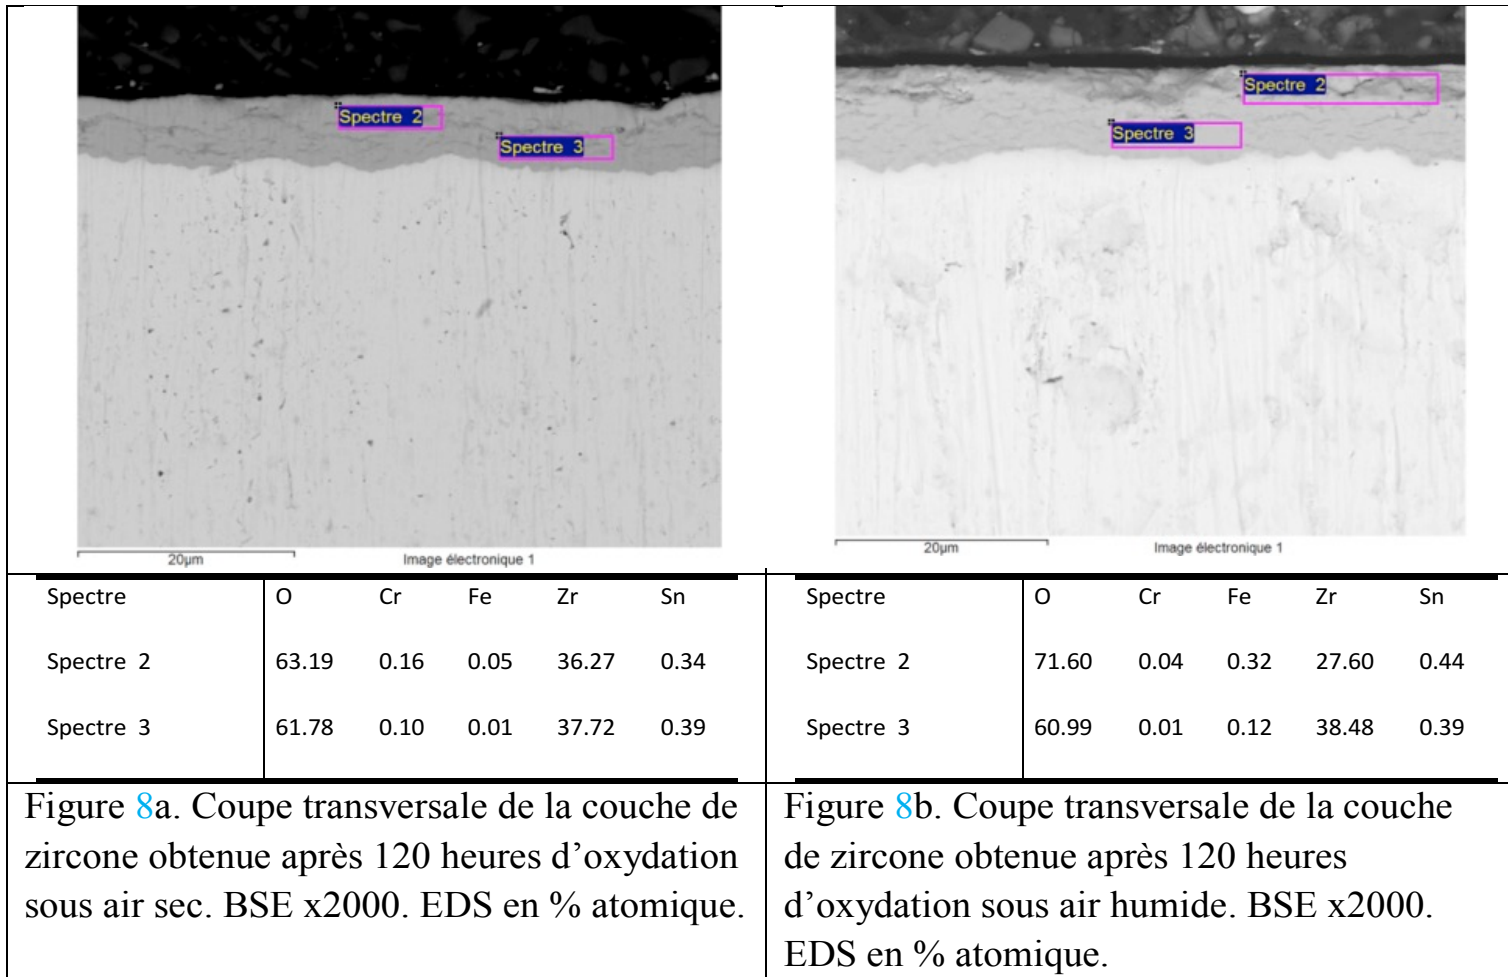 Spectre 2
Spectre 3
20µm
Image électronique 1
Spectre 2
Spectre 3
20µm
Image électronique 1
Spectre O Cr Fe Zr Sn
Spectre 2 63.19 0.16 0.05 36.27 0.34
Spectre 3 61.78 0.10 0.01 37.72 0.39
Spectre O Cr Fe Zr Sn
Spectre 2 71.60 0.04 0.32 27.60 0.44
Spectre 3 60.99 0.01 0.12 38.48 0.39
Figure 8a. Coupe transversale de la couche de
zircone obtenue après 120 heures d’oxydation
sous air sec. BSE x2000. EDS en % atomique.
Figure 8b. Coupe transversale de la couche
de zircone obtenue après 120 heures
d’oxydation sous air humide. BSE x2000.
EDS en % atomique.